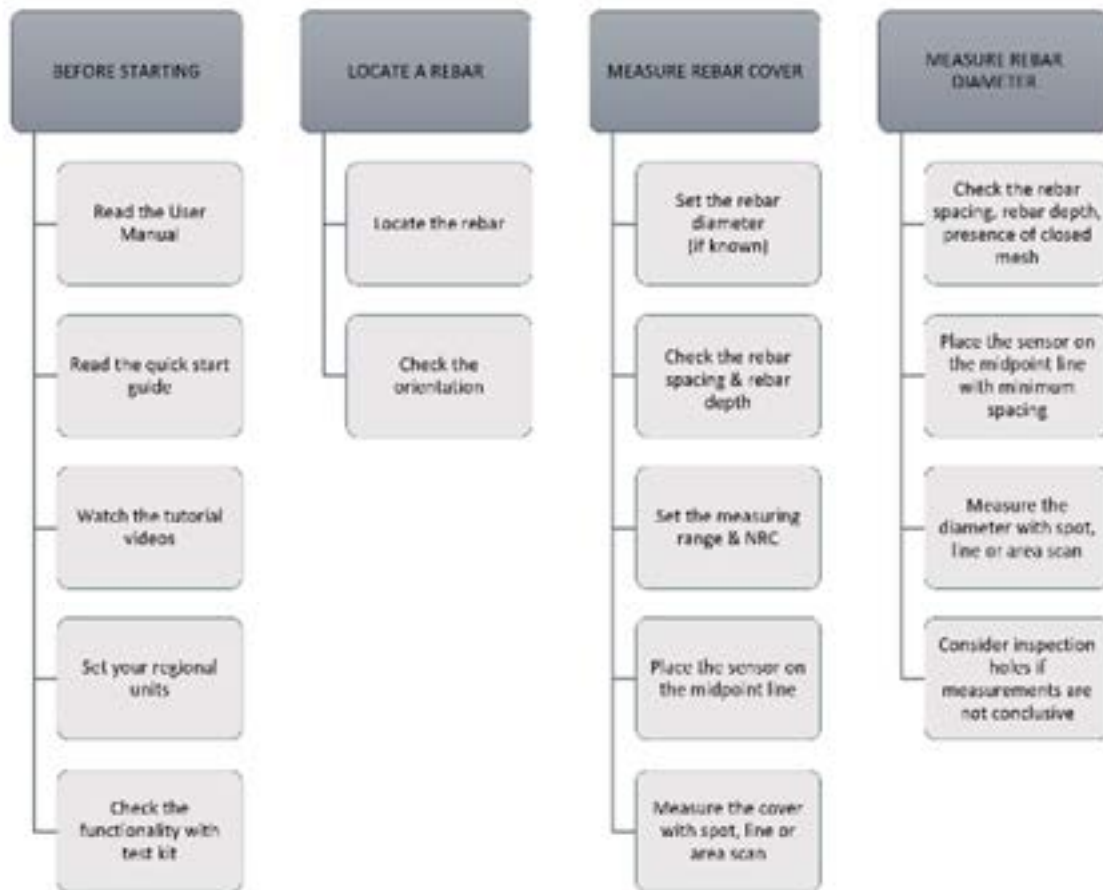 BEFORE STARTING
Read the User
Manual
Read the quick start
guide
Watch the tutorial
videos
Set your regional
units
Check the
functionality with
test kit
LOCATE A REBAR
Locate the rebar
Check the
orientation
MEASURE REBAR COVER
Set the rebar
diameter
(if known)
Check the rebar
spacing & rebar
depth
Set the measuring
range & NRC
Place the sensor on
the midpoint line
Measure the cover
with spot, line or
area scan
MEASURE REBAR
DIAMETER
Check the rebar
spacing, rebar depth,
presence of closed
mesh
Place the sensor on
the midpoint line
with minimum
spacing
Measure the
diameter with spot,
line or area scan
Consider inspection
holes if
measurements are
not conclusive